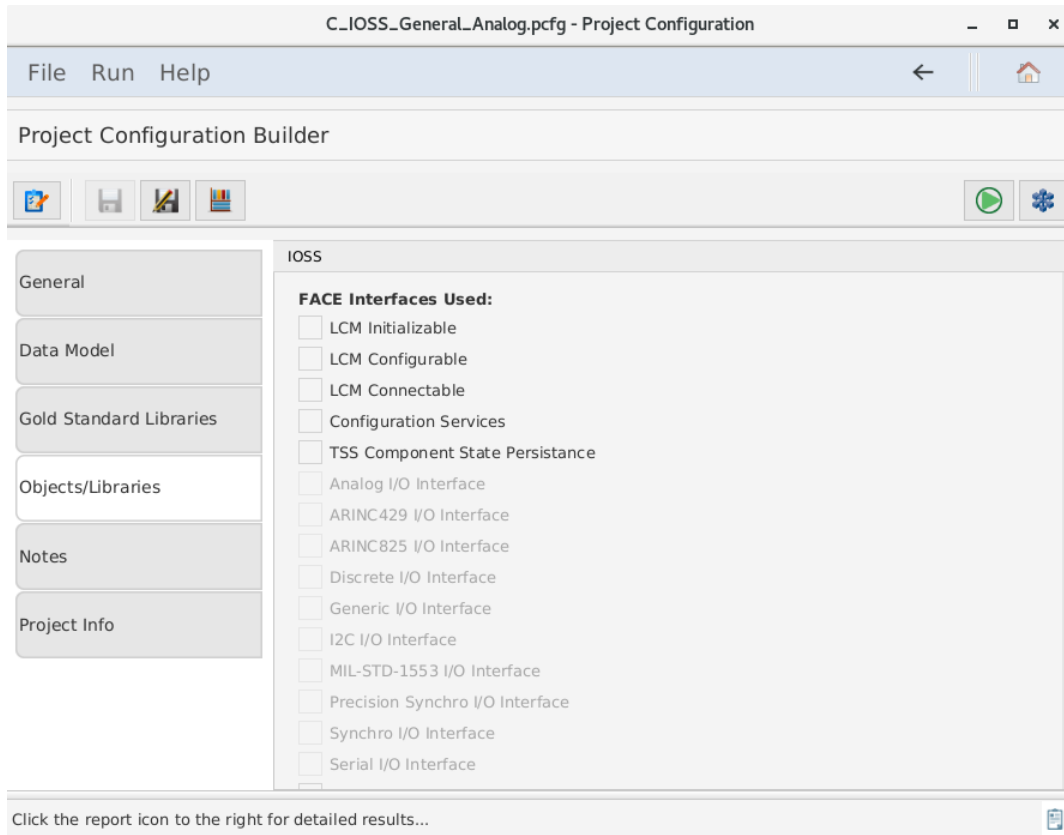 C_IOSS_General_Analog.pcfg - Project Configuration
File Run Help
Project Configuration Builder
IOSS
General
Data Model
Gold Standard Libraries
Objects/Libraries
Notes
Project Info
FACE Interfaces Used:
LCM Initializable
LCM Configurable
LCM Connectable
Configuration Services
TSS Component State Persistance
Analog I/O Interface
ARINC429 I/O Interface
ARINC825 I/O Interface
Discrete I/O Interface
Generic I/O Interface
I2C I/O Interface
MIL-STD-1553 I/O Interface
Precision Synchro I/O Interface
Synchro I/O Interface
Serial I/O Interface
Click the report icon to the right for detailed results...